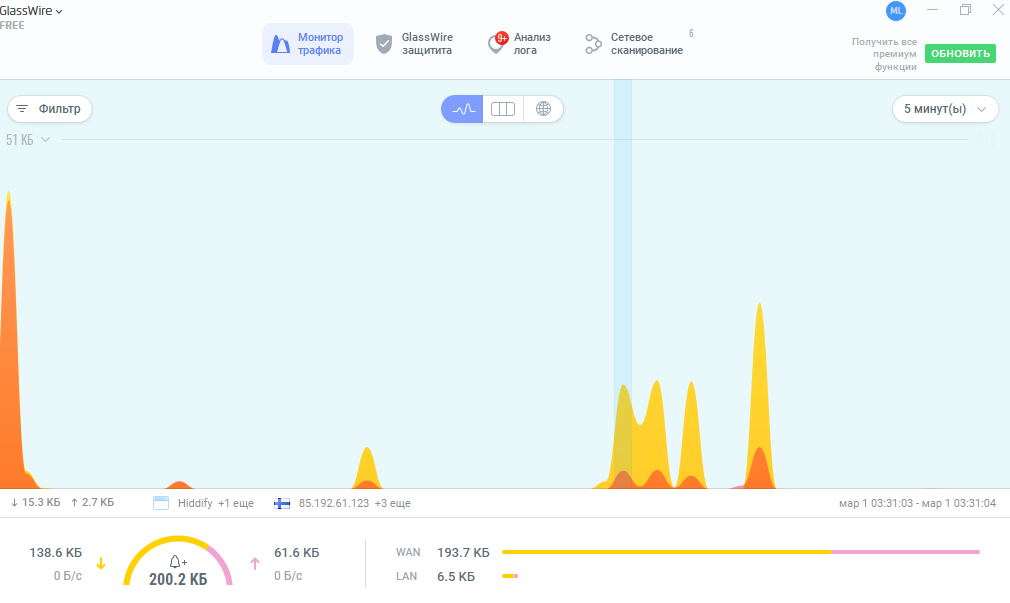 GlassWire
FREE
Монитор трафика
GlassWire защитита
9+
Анализ лога
Сетевое сканирование
6
ML
Получить все
премиум
функции
ОБНОВИТЬ
Фильтр
5 минут(ы)
51 КБ
↓ 15.3 КБ ↑ 2.7 КБ
Hiddify +1 еще
85.192.61.123 +3 еще
мар 1 03:31:03 - мар 1 03:31:04
138.6 КБ
0 Б/с
200.2 КБ
61.6 КБ
0 Б/с
WAN 193.7 КБ
LAN 6.5 КБ